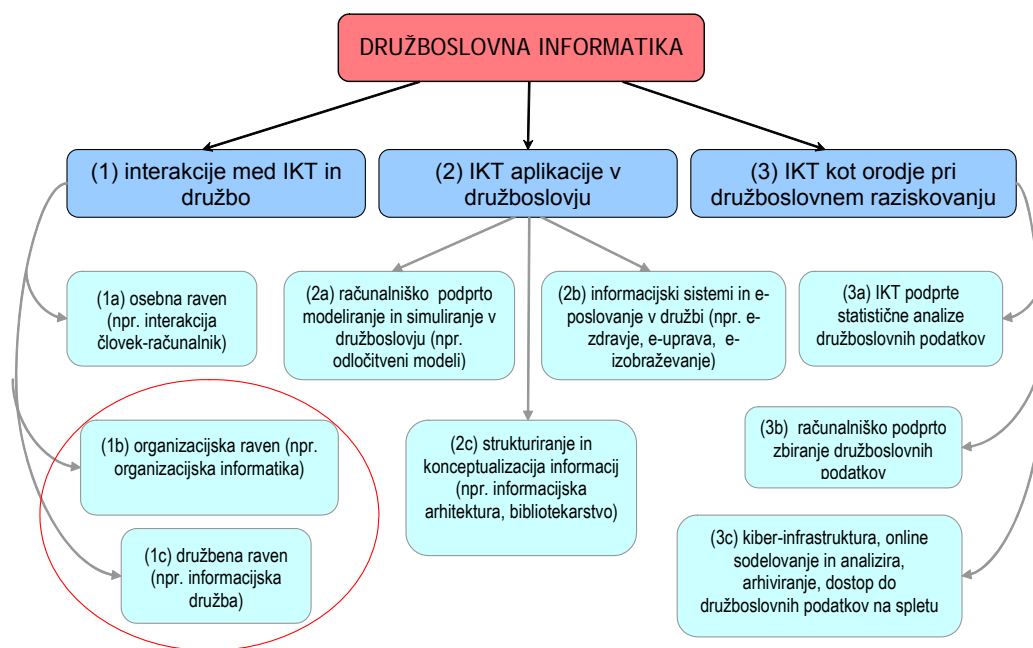 DRUŽBOSLOVNA INFORMATIKA
(1) interakcije med IKT in
družbo
(2) IKT aplikacije v
družboslovju
(3) IKT kot orodje pri
družboslovnem raziskovanju
(1a) osebna raven
(npr. interakcija
človek-računalnik)
(2a) računalniško podprto
modeliranje in simuliranje v
družboslovju (npr.
odločitveni modeli)
(2b) informacijski sistemi in e-
poslovanje v družbi (npr. e-
zdravje, e-uprava, e-
izobraževanje)
(3a) IKT podprte
statistične analize
družboslovnih podatkov
(1b) organizacijska raven (npr.
organizacijska informatika)
(2c) strukturiranje in
konceptualizacija informacij
(npr. informacijska
arhitektura, bibliotekarstvo)
(3b) računalniško podprto
zbiranje družboslovnih
podatkov
(1c) družbena raven
(npr. informacijska
družba)
(3c) kiber-infrastruktura, online
sodelovanje in analizira,
arhiviranje, dostop do
družboslovnih podatkov na spletu